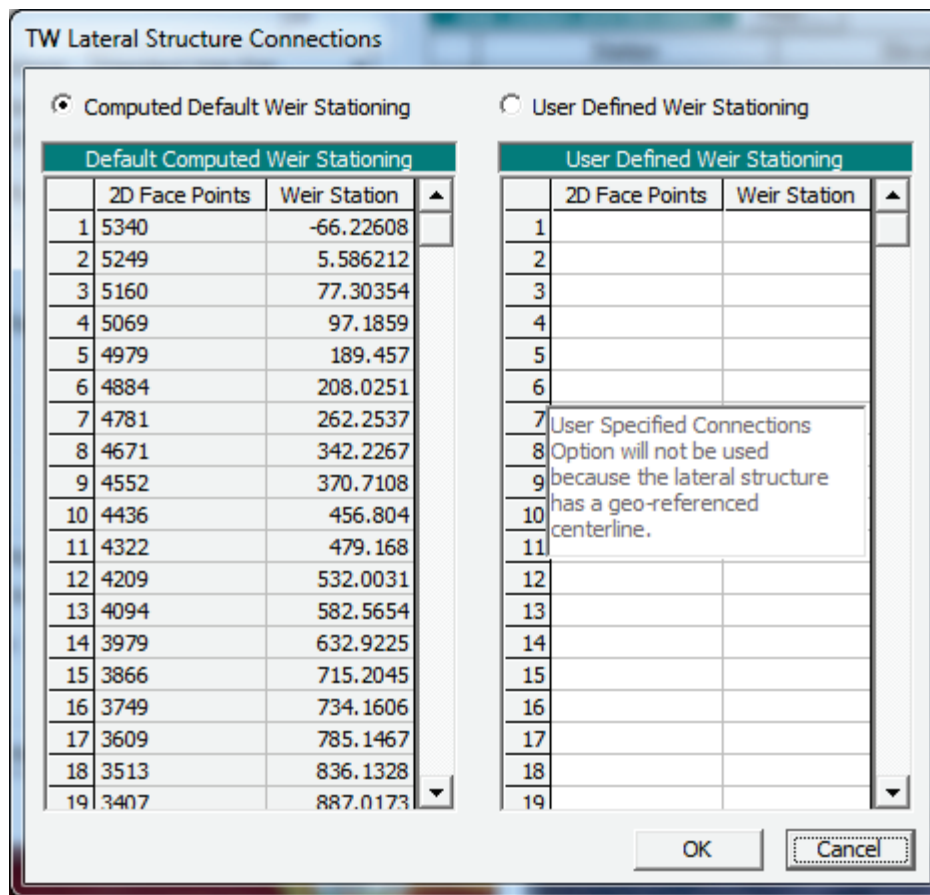 TW Lateral Structure Connections
Computed Default Weir Stationing
User Defined Weir Stationing
Default Computed Weir Stationing
2D Face Points Weir Station
1 5340 -66.22608
2 5249 5.586212
3 5160 77.30354
4 5069 97.1859
5 4979 189.457
6 4884 208.0251
7 4781 262.2537
8 4671 342.2267
9 4552 370.7108
10 4436 456.804
11 4322 479.168
12 4209 532.0031
13 4094 582.5654
14 3979 632.9225
15 3866 715.2045
16 3749 734.1606
17 3609 785.1467
18 3513 836.1328
19 3407 887.0173
User Defined Weir Stationing
2D Face Points Weir Station
1
2
3
4
5
6
7
8
9
10
11
12
13
14
15
16
17
18
19
User Specified Connections
Option will not be used
because the lateral structure
has a geo-referenced
centerline.
OK
Cancel